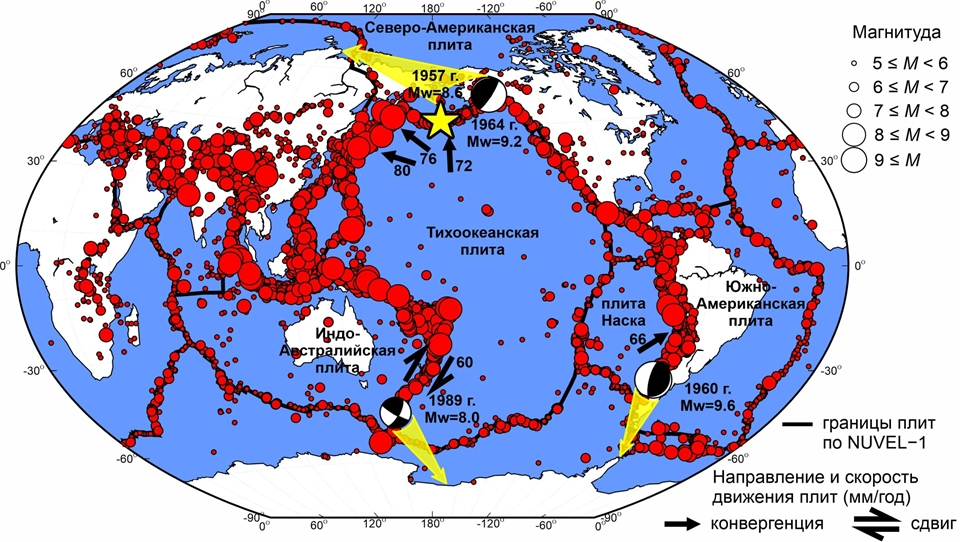 90° 60° 120° 180° -120° -60° 0° 90°
Северо-Американская
плита
60°
60°
1957 г.
Mw=8.6
1964 г.
Mw=9.2
76
80
72
30°
30°
Тихоокеанская
плита
0°
0°
Индо-
Австралийская
плита
плита
Наска
66
Южно-
Американская
плита
60
1989 г.
Mw=8.0
1960 г.
Mw=9.6
-30°
-30°
-60°
-60°
-90° 60° 120° 180° -120° -60° 0° -90°
Магнитуда
5 ≤ M < 6
6 ≤ M < 7
7 ≤ M < 8
8 ≤ M < 9
9 ≤ M
границы плит
по NUVEL−1
Направление и скорость
движения плит (мм/год)
конвергенция
сдвиг